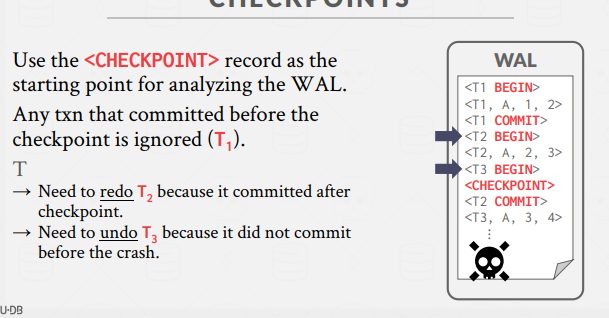 CHECKPOINTS
Use the <CHECKPOINT> record as the
starting point for analyzing the WAL.
Any txn that committed before the
checkpoint is ignored (T1).
T
→ Need to redo T2 because it committed after
checkpoint.
→ Need to undo T3 because it did not commit
before the crash.
WAL
<T1 BEGIN>
<T1, A, 1, 2>
<T1 COMMIT>
<T2 BEGIN>
<T2, A, 2, 3>
<T3 BEGIN>
<CHECKPOINT>
<T2 COMMIT>
<T3, A, 3, 4>
⋮
U·DB